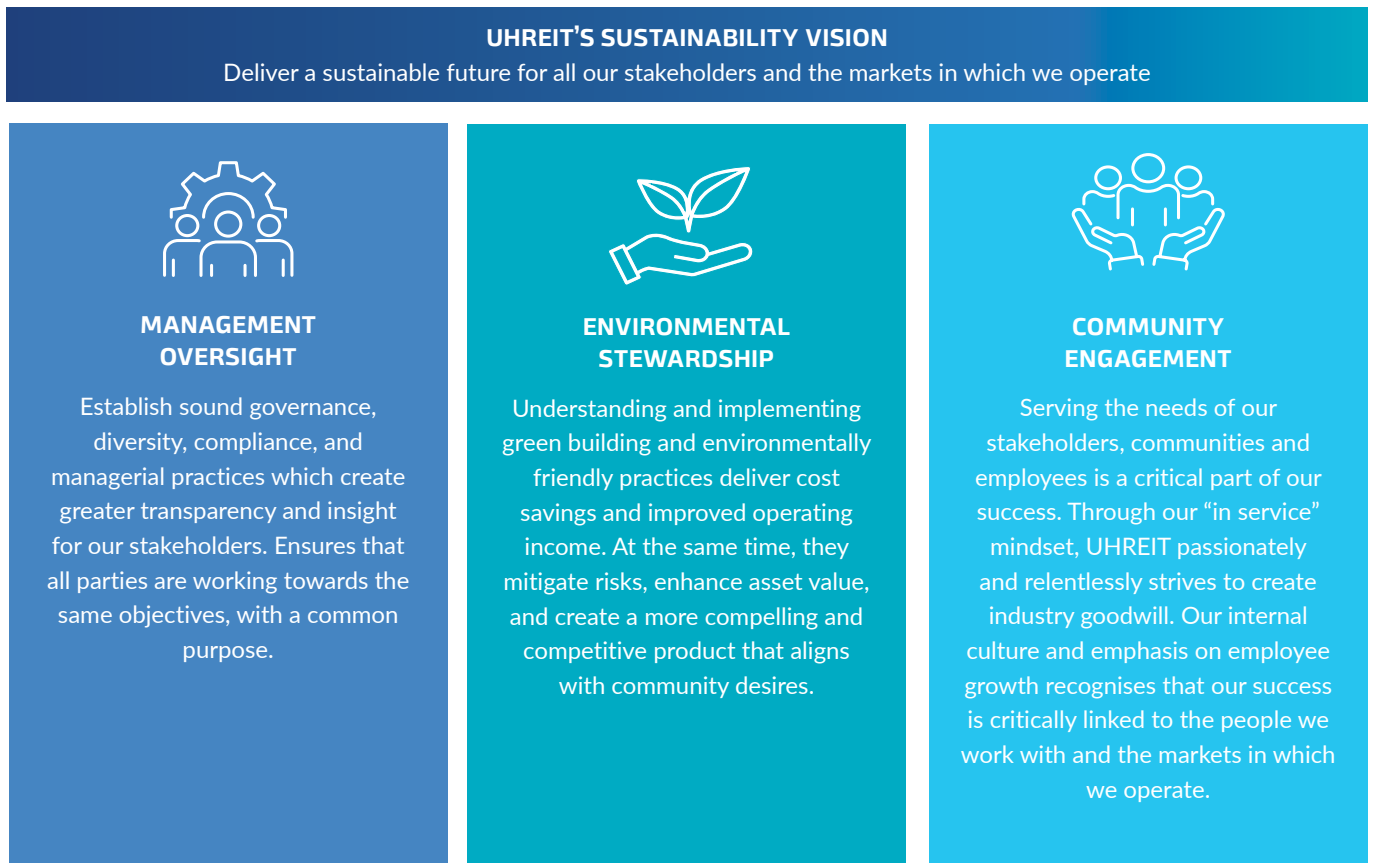 UHREIT’S SUSTAINABILITY VISION
Deliver a sustainable future for all our stakeholders and the markets in which we operate
MANAGEMENT
OVERSIGHT
Establish sound governance,
diversity, compliance, and
managerial practices which create
greater transparency and insight
for our stakeholders. Ensures that
all parties are working towards the
same objectives, with a common
purpose.
ENVIRONMENTAL
STEWARDSHIP
Understanding and implementing
green building and environmentally
friendly practices deliver cost
savings and improved operating
income. At the same time, they
mitigate risks, enhance asset value,
and create a more compelling and
competitive product that aligns
with community desires.
COMMUNITY
ENGAGEMENT
Serving the needs of our
stakeholders, communities and
employees is a critical part of our
success. Through our “in service”
mindset, UHREIT passionately
and relentlessly strives to create
industry goodwill. Our internal
culture and emphasis on employee
growth recognises that our success
is critically linked to the people we
work with and the markets in which
we operate.